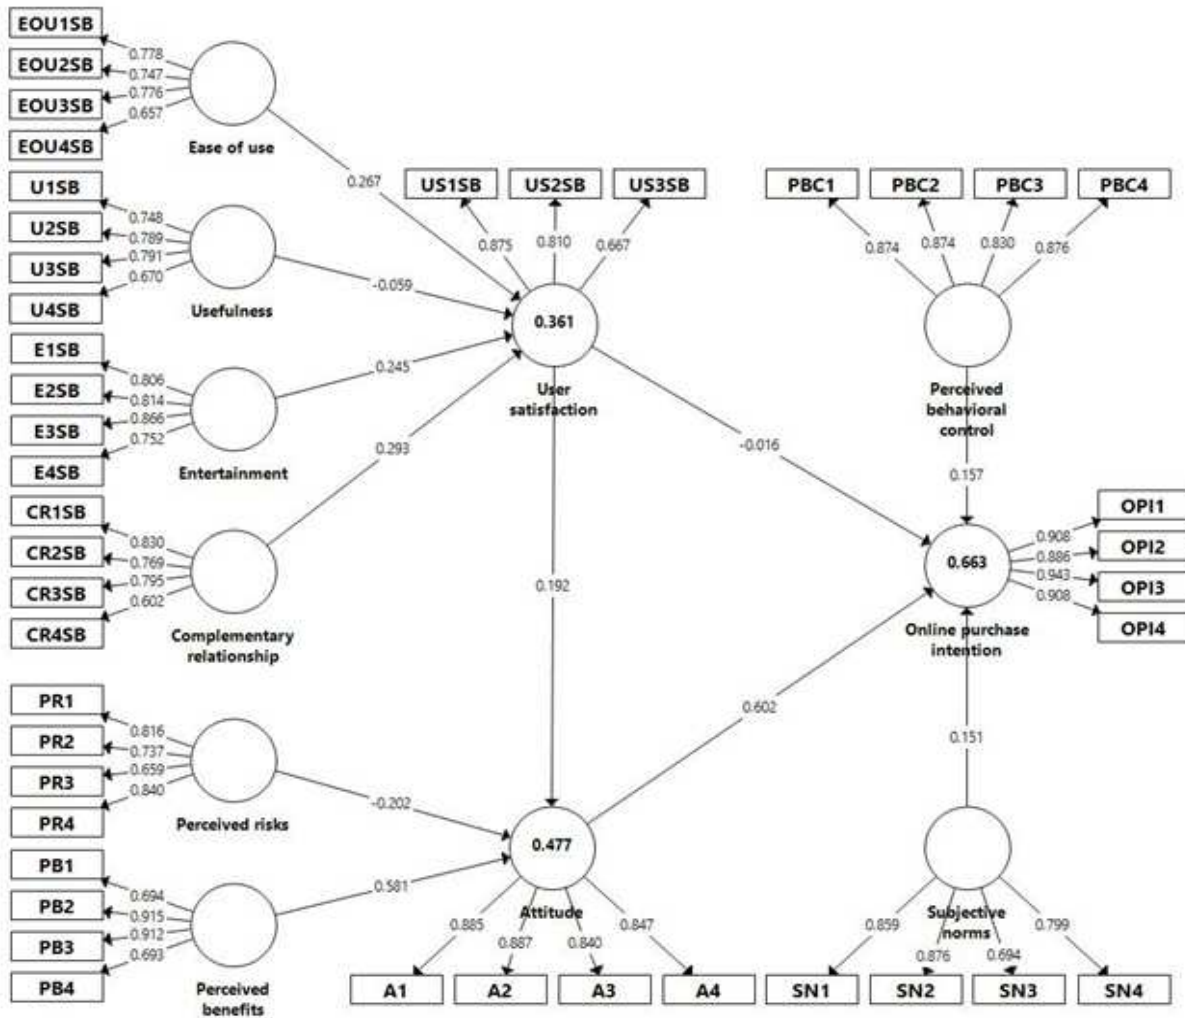 EOU1SB
0.778
EOU2SB
0.747
EOU3SB
0.776
EOU4SB
0.657
Ease of use
0.267
U1SB
0.748
U2SB
0.789
U3SB
0.791
U4SB
0.670
Usefulness
-0.059
E1SB
0.806
E2SB
0.814
E3SB
0.866
E4SB
0.752
Entertainment
0.245
CR1SB
0.830
CR2SB
0.769
CR3SB
0.795
CR4SB
0.602
Complementary
relationship
0.293
US1SB
US2SB
US3SB
0.875
0.810
0.667
0.361
User
satisfaction
-0.016
0.192
PBC1
PBC2
PBC3
PBC4
0.874
0.874
0.830
0.876
Perceived
behavioral
control
0.157
OPI1
0.908
OPI2
0.886
OPI3
0.943
OPI4
0.908
0.663
Online purchase
intention
0.602
0.151
PR1
0.816
PR2
0.737
PR3
0.659
PR4
0.840
Perceived risks
-0.202
PB1
0.694
PB2
0.915
PB3
0.912
PB4
0.693
Perceived
benefits
0.581
0.477
Attitude
0.885
0.887
0.840
0.847
A1
A2
A3
A4
Subjective
norms
0.859
0.876
0.694
0.799
SN1
SN2
SN3
SN4